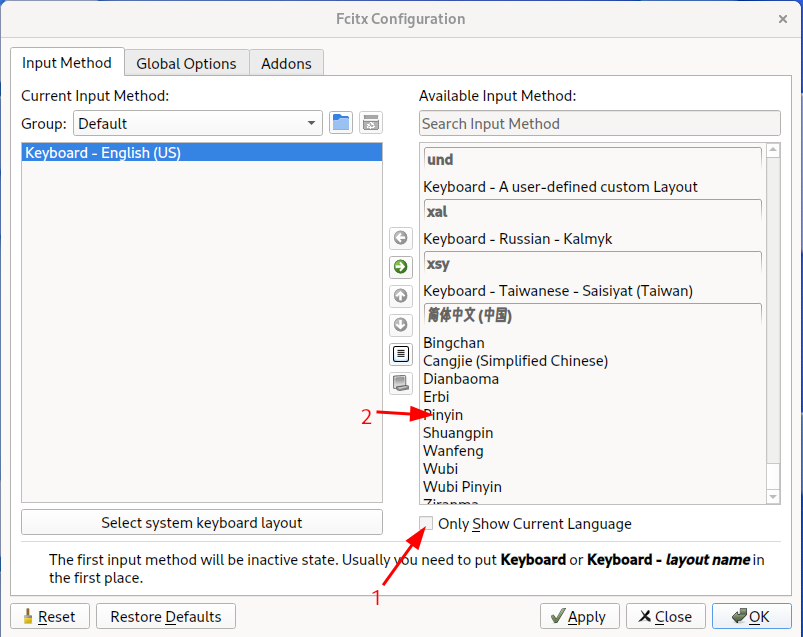 Fcitx Configuration
Input Method
Global Options
Addons
Current Input Method:
Group:
Default
Keyboard - English (US)
Select system keyboard layout
Available Input Method:
Search Input Method
und
Keyboard - A user-defined custom Layout
xal
Keyboard - Russian - Kalmyk
xsy
Keyboard - Taiwanese - Saisiyat (Taiwan)
简体中文 (中国)
Bingchan
Cangjie (Simplified Chinese)
Dianbaoma
Erbi
2
Pinyin
Shuangpin
Wanfeng
Wubi
Wubi Pinyin
Only Show Current Language
The first input method will be inactive state. Usually you need to put Keyboard or Keyboard - layout name in
the first place.
1
Reset
Restore Defaults
Apply
Close
OK